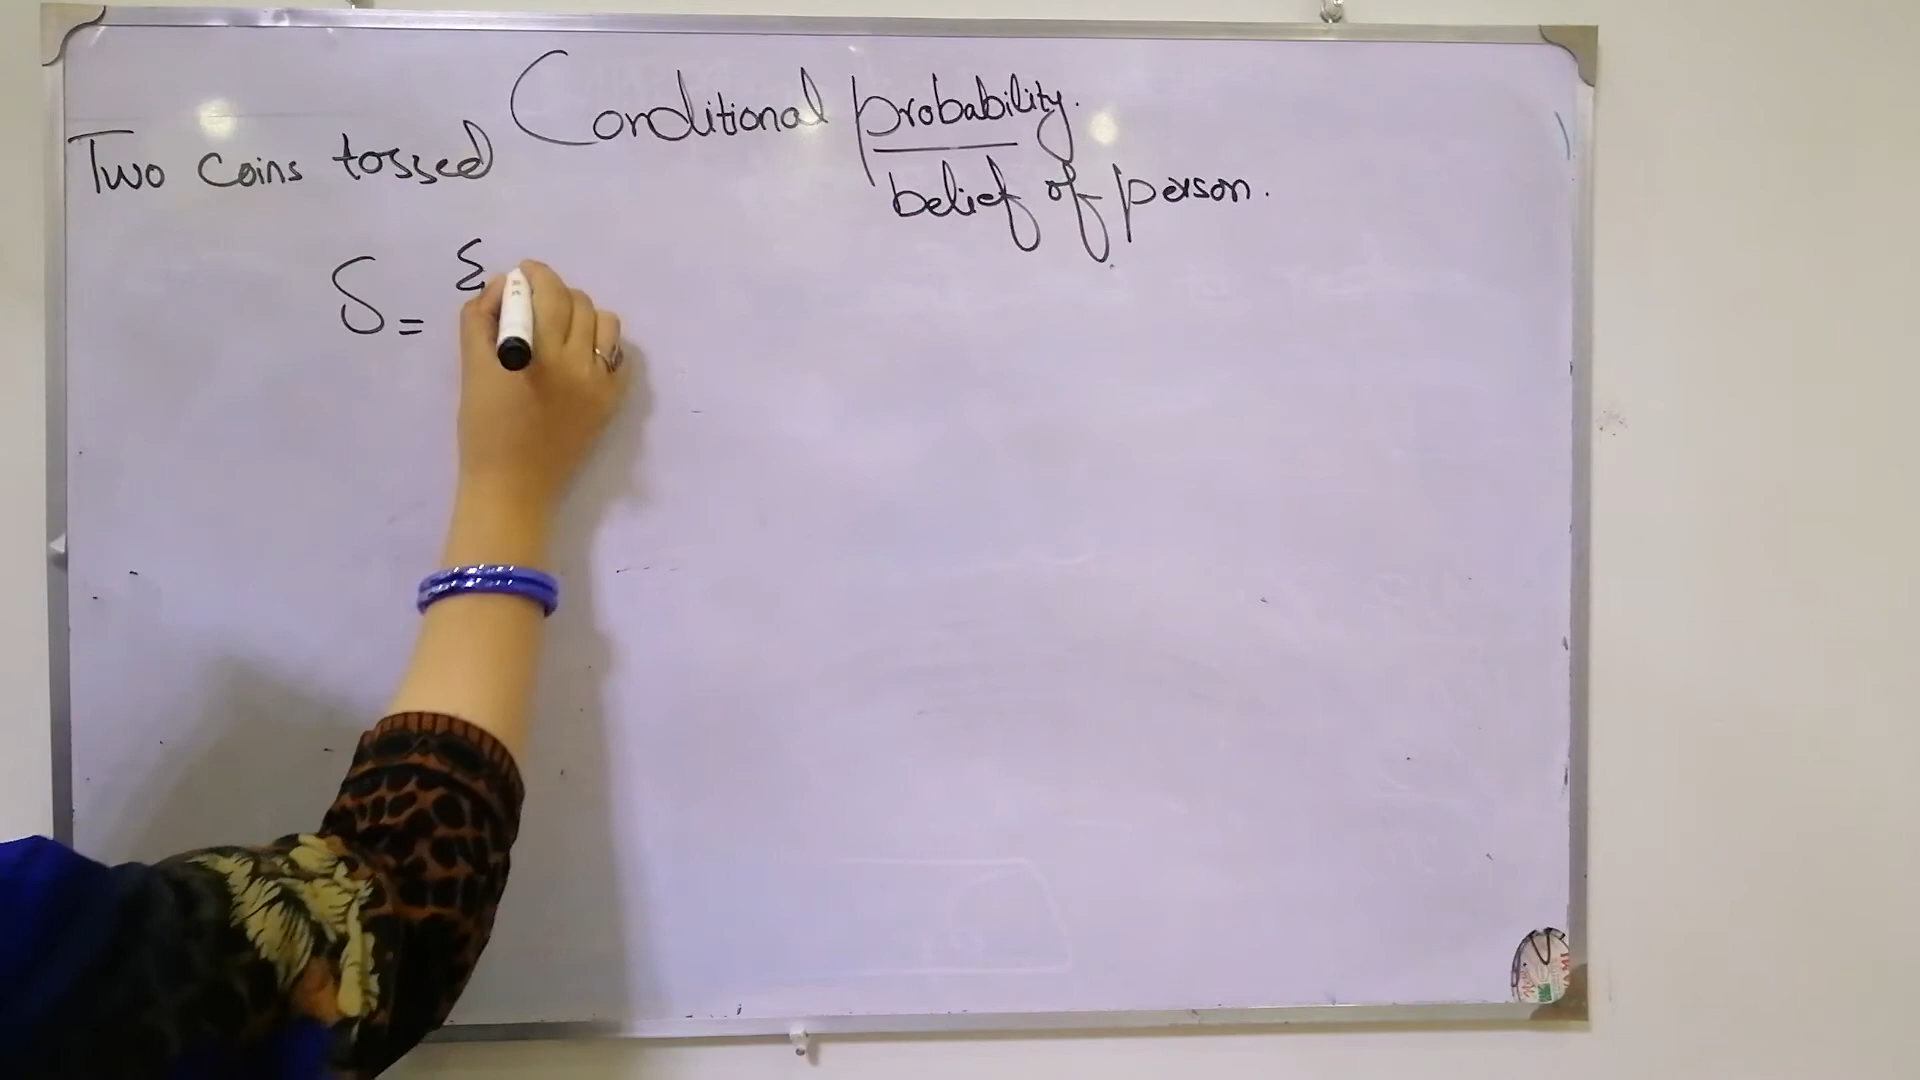 Conditional probability.
Two coins tossed
belief of person.
S = {